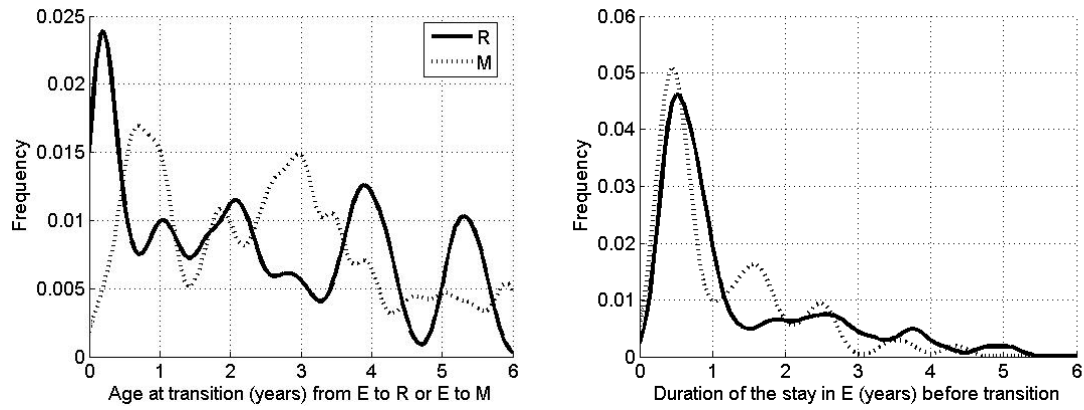 0.025
0.02
0.015
0.01
0.005
0
Frequency
R
M
0 1 2 3 4 5 6
Age at transition (years) from E to R or E to M
0.06
0.05
0.04
0.03
0.02
0.01
0
Frequency
0 1 2 3 4 5 6
Duration of the stay in E (years) before transition